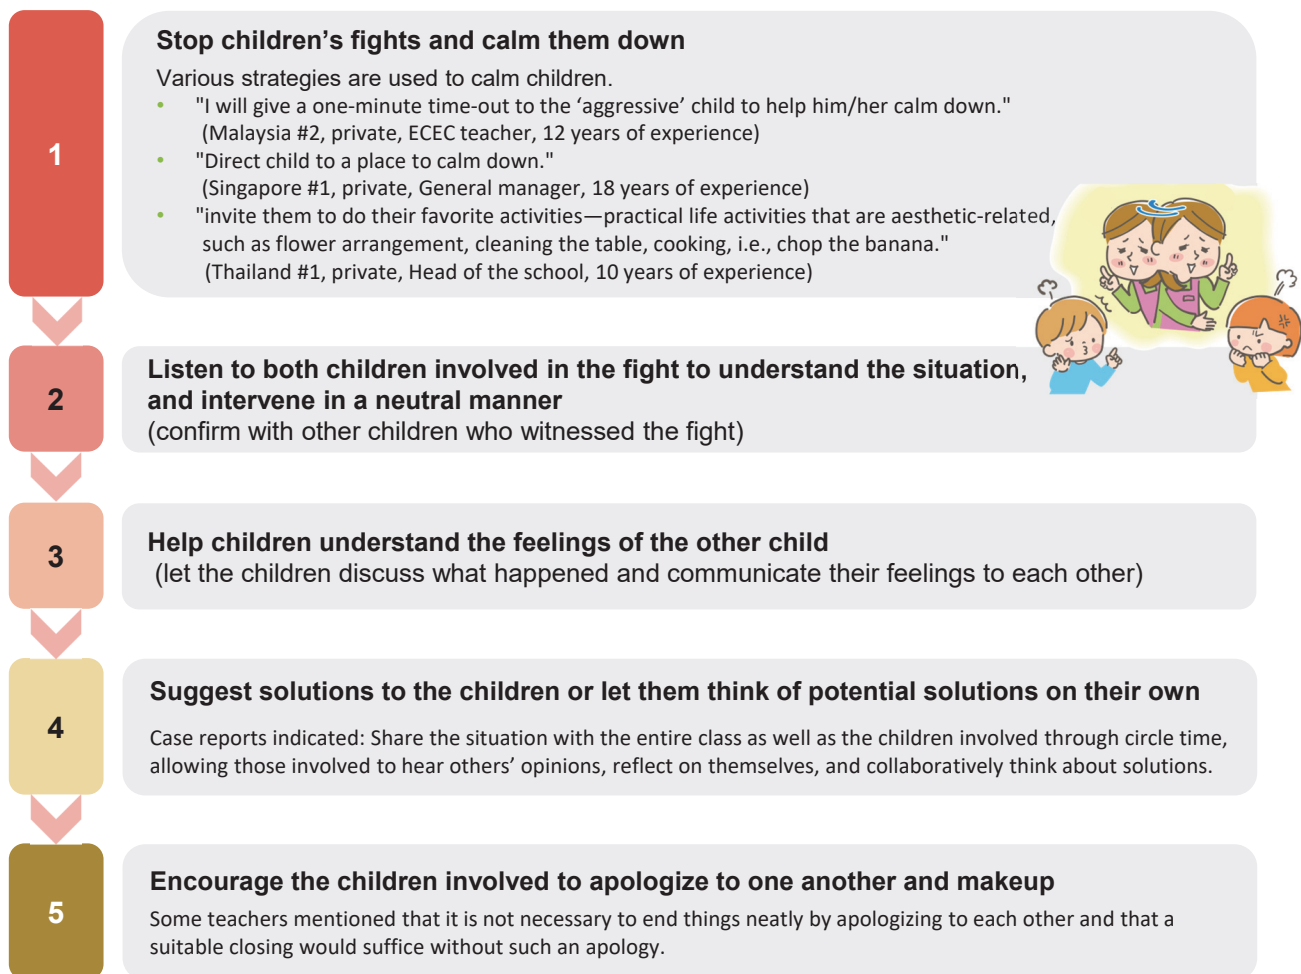 1
Stop children’s fights and calm them down
Various strategies are used to calm children.
• "I will give a one-minute time-out to the ‘aggressive’ child to help him/her calm down."
(Malaysia #2, private, ECEC teacher, 12 years of experience)
• "Direct child to a place to calm down."
(Singapore #1, private, General manager, 18 years of experience)
• "invite them to do their favorite activities—practical life activities that are aesthetic-related,
such as flower arrangement, cleaning the table, cooking, i.e., chop the banana."
(Thailand #1, private, Head of the school, 10 years of experience)
2
Listen to both children involved in the fight to understand the situation,
and intervene in a neutral manner
(confirm with other children who witnessed the fight)
3
Help children understand the feelings of the other child
(let the children discuss what happened and communicate their feelings to each other)
4
Suggest solutions to the children or let them think of potential solutions on their own
Case reports indicated: Share the situation with the entire class as well as the children involved through circle time,
allowing those involved to hear others’ opinions, reflect on themselves, and collaboratively think about solutions.
5
Encourage the children involved to apologize to one another and makeup
Some teachers mentioned that it is not necessary to end things neatly by apologizing to each other and that a
suitable closing would suffice without such an apology.